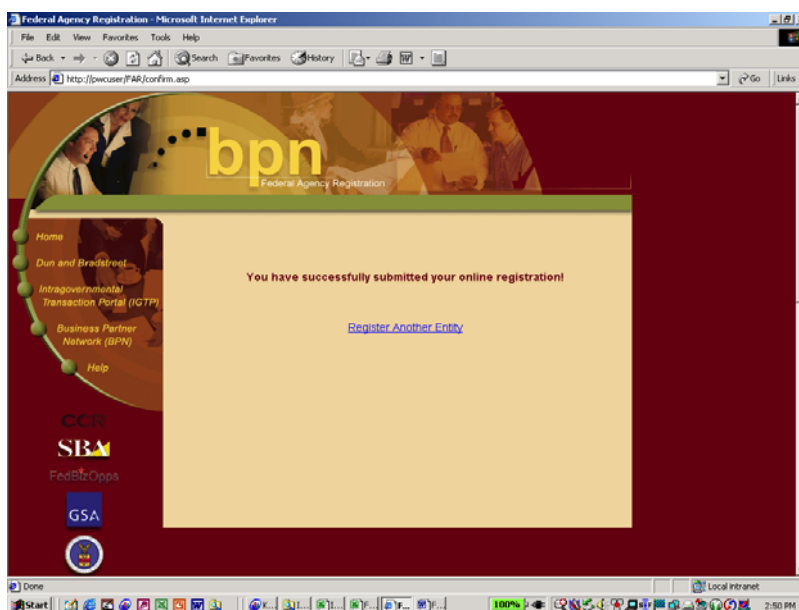 Federal Agency Registration - Microsoft Internet Explorer
File Edit View Favorites Tools Help
Back Search Favorites History
Address http://pwcuser/FAR/confirm.asp Go Links
bpn
Federal Agency Registration
Home
Dun and Bradstreet
Intragovernmental
Transaction Portal (IGTP)
Business Partner
Network (BPN)
Help
You have successfully submitted your online registration!
Register Another Entity
CCR
SBA
FedBizOpps
GSA
Done Local intranet
Start 100% 2:50 PM